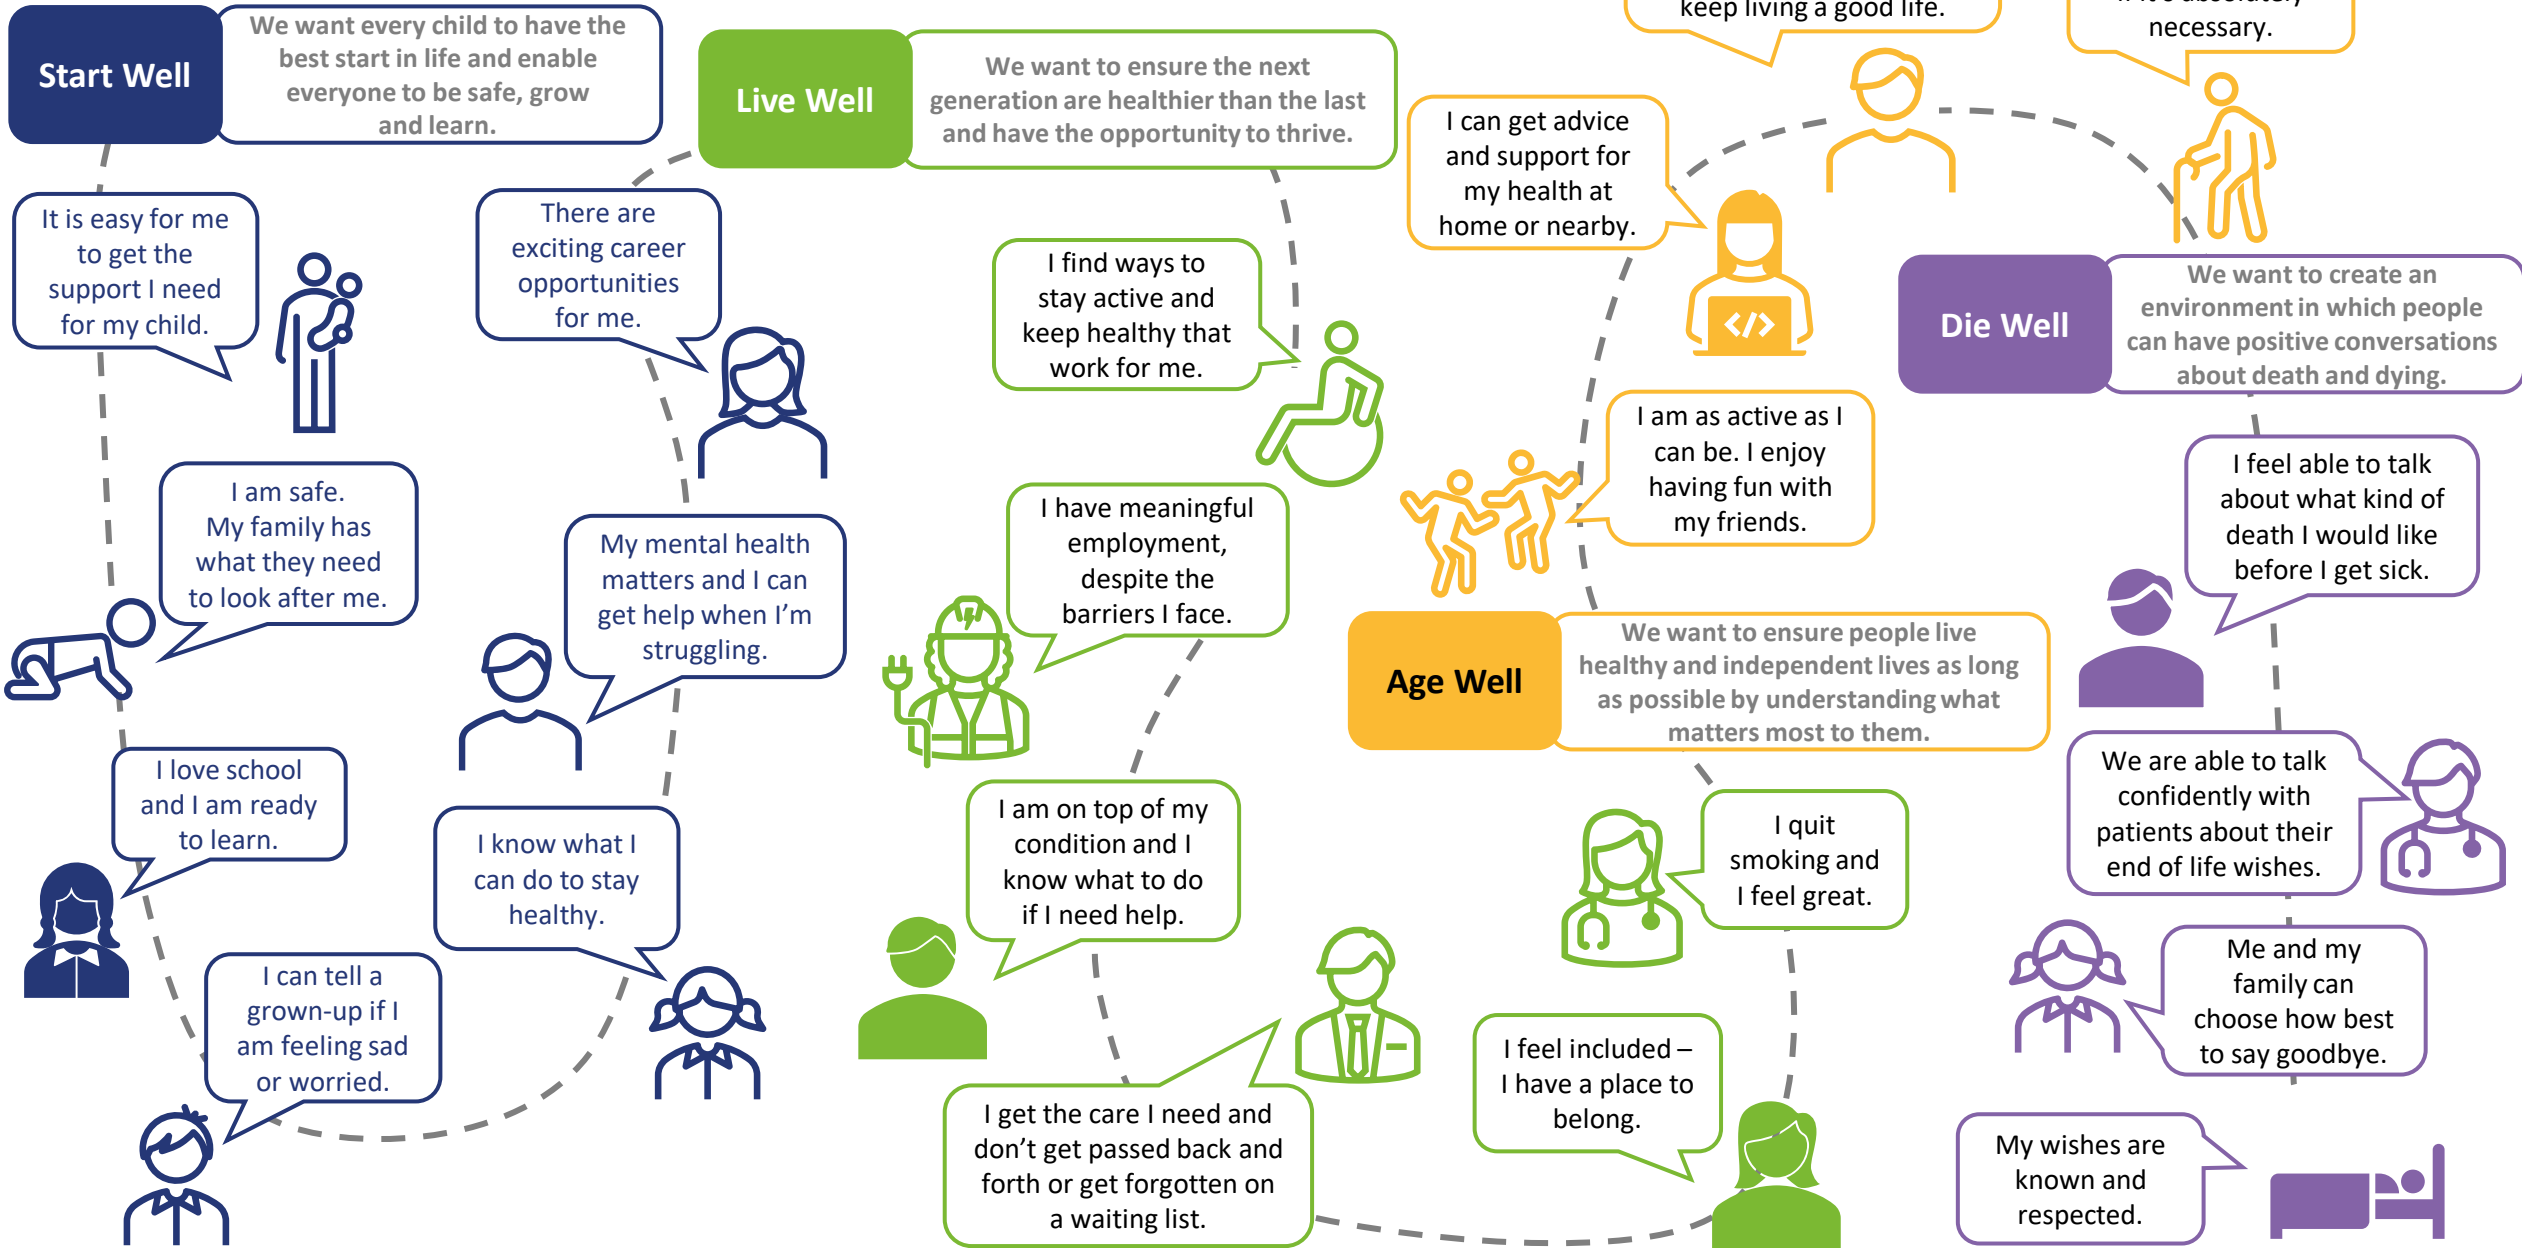 Start Well
We want every child to have the
best start in life and enable
everyone to be safe, grow
and learn.
It is easy for me
to get the
support I need
for my child.
I am safe.
My family has
what they need
to look after me.
I love school
and I am ready
to learn.
I can tell a
grown-up if I
am feeling sad
or worried.
I know what I
can do to stay
healthy.
My mental health
matters and I can
get help when I’m
struggling.
There are
exciting career
opportunities
for me.
Live Well
We want to ensure the next
generation are healthier than the last
and have the opportunity to thrive.
I find ways to
stay active and
keep healthy that
work for me.
I have meaningful
employment,
despite the
barriers I face.
I am on top of my
condition and I
know what to do
if I need help.
I get the care I need and
don’t get passed back and
forth or get forgotten on
a waiting list.
I feel included –
I have a place to
belong.
I quit
smoking and
I feel great.
Age Well
We want to ensure people live
healthy and independent lives as long
as possible by understanding what
matters most to them.
I am as active as I
can be. I enjoy
having fun with
my friends.
I can get advice
and support for
my health at
home or nearby.
</>
keep living a good life.
if it’s absolutely
necessary.
Die Well
We want to create an
environment in which people
can have positive conversations
about death and dying.
I feel able to talk
about what kind of
death I would like
before I get sick.
We are able to talk
confidently with
patients about their
end of life wishes.
Me and my
family can
choose how best
to say goodbye.
My wishes are
known and
respected.